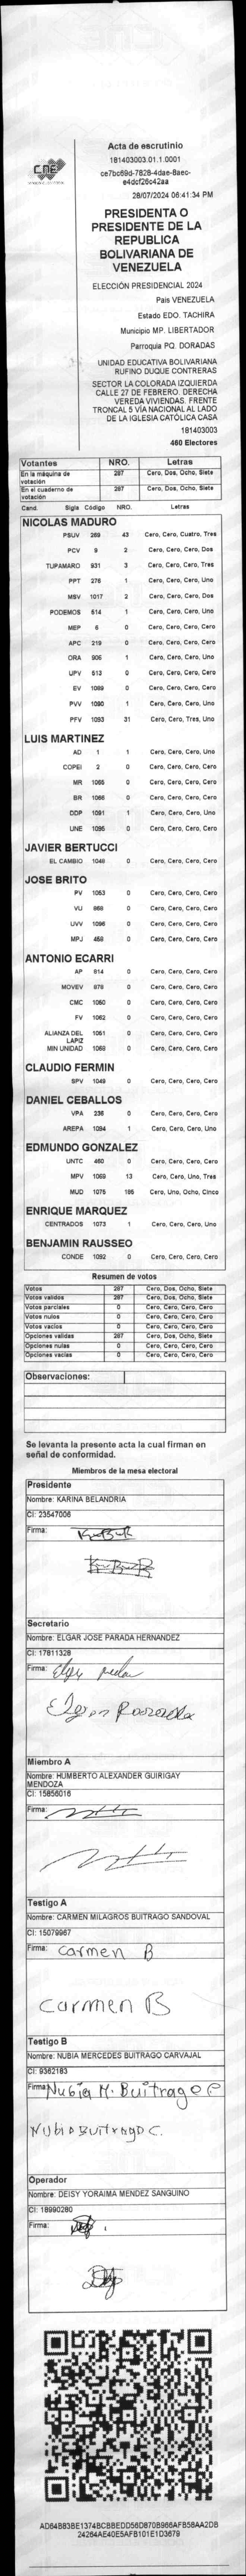 CNE
Acta de escrutinio
181403003.01.1.0001
ce7bc69d-7828-4dae-8aec-
e4dcf26c42aa
28/07/2024 06:41:34 PM
PRESIDENTA O
PRESIDENTE DE LA
REPUBLICA
BOLIVARIANA DE
VENEZUELA
ELECCIÓN PRESIDENCIAL 2024
Pais VENEZUELA
Estado EDO. TACHIRA
Municipio MP. LIBERTADOR
Parroquia PQ. DORADAS
UNIDAD EDUCATIVA BOLIVARIANA
RUFINO DUQUE CONTRERAS
SECTOR LA COLORADA IZQUIERDA
CALLE 27 DE FEBRERO. DERECHA
VEREDA VIVIENDAS. FRENTE
TRONCAL 5 VÍA NACIONAL AL LADO
DE LA IGLESIA CATÓLICA CASA
181403003
460 Electores
Votantes NRO. Letras
En la máquina de votación 287 Cero, Dos, Ocho, Siete
En el cuaderno de votación 287 Cero, Dos, Ocho, Siete
Cand. Sigla Código NRO. Letras
NICOLAS MADURO
PSUV 269 43 Cero, Cero, Cuatro, Tres
PCV 9 2 Cero, Cero, Cero, Dos
TUPAMARO 931 3 Cero, Cero, Cero, Tres
PPT 276 1 Cero, Cero, Cero, Uno
MSV 1017 2 Cero, Cero, Cero, Dos
PODEMOS 514 1 Cero, Cero, Cero, Uno
MEP 6 0 Cero, Cero, Cero, Cero
APC 219 0 Cero, Cero, Cero, Cero
ORA 906 1 Cero, Cero, Cero, Uno
UPV 513 0 Cero, Cero, Cero, Cero
EV 1089 0 Cero, Cero, Cero, Cero
PVV 1090 1 Cero, Cero, Cero, Uno
PFV 1093 31 Cero, Cero, Tres, Uno
LUIS MARTINEZ
AD 1 1 Cero, Cero, Cero, Uno
COPEI 2 0 Cero, Cero, Cero, Cero
MR 1065 0 Cero, Cero, Cero, Cero
BR 1066 0 Cero, Cero, Cero, Cero
DDP 1091 1 Cero, Cero, Cero, Uno
UNE 1095 0 Cero, Cero, Cero, Cero
JAVIER BERTUCCI
EL CAMBIO 1048 0 Cero, Cero, Cero, Cero
JOSE BRITO
PV 1053 0 Cero, Cero, Cero, Cero
VU 968 0 Cero, Cero, Cero, Cero
UVV 1096 0 Cero, Cero, Cero, Cero
MPJ 458 0 Cero, Cero, Cero, Cero
ANTONIO ECARRI
AP 814 0 Cero, Cero, Cero, Cero
MOVEV 978 0 Cero, Cero, Cero, Cero
CMC 1060 0 Cero, Cero, Cero, Cero
FV 1062 0 Cero, Cero, Cero, Cero
ALIANZA DEL LAPIZ 1051 0 Cero, Cero, Cero, Cero
MIN UNIDAD 1068 0 Cero, Cero, Cero, Cero
CLAUDIO FERMIN
SPV 1049 0 Cero, Cero, Cero, Cero
DANIEL CEBALLOS
VPA 236 0 Cero, Cero, Cero, Cero
AREPA 1094 1 Cero, Cero, Cero, Uno
EDMUNDO GONZALEZ
UNTC 460 0 Cero, Cero, Cero, Cero
MPV 1069 13 Cero, Cero, Uno, Tres
MUD 1075 185 Cero, Uno, Ocho, Cinco
ENRIQUE MARQUEZ
CENTRADOS 1073 1 Cero, Cero, Cero, Uno
BENJAMIN RAUSSEO
CONDE 1092 0 Cero, Cero, Cero, Cero
Resumen de votos
Votos 287 Cero, Dos, Ocho, Siete
Votos validos 287 Cero, Dos, Ocho, Siete
Votos parciales 0 Cero, Cero, Cero, Cero
Votos nulos 0 Cero, Cero, Cero, Cero
Votos vacios 0 Cero, Cero, Cero, Cero
Opciones validas 287 Cero, Dos, Ocho, Siete
Opciones nulas 0 Cero, Cero, Cero, Cero
Opciones vacias 0 Cero, Cero, Cero, Cero
Observaciones:
Se levanta la presente acta la cual firman en
señal de conformidad.
Miembros de la mesa electoral
Presidente
Nombre: KARINA BELANDRIA
CI: 23547006
Firma:
Secretario
Nombre: ELGAR JOSE PARADA HERNANDEZ
CI: 17811328
Firma:
Miembro A
Nombre: HUMBERTO ALEXANDER GUIRIGAY
MENDOZA
CI: 15856016
Firma:
Testigo A
Nombre: CARMEN MILAGROS BUITRAGO SANDOVAL
CI: 15079967
Firma: Carmen B
Carmen B
Testigo B
Nombre: NUBIA MERCEDES BUITRAGO CARVAJAL
CI: 9362183
Firma: Nubia M. Buitrago C
Nubia Buitrago C.
Operador
Nombre: DEISY YORAIMA MENDEZ SANGUINO
CI: 18990260
Firma:
AD64B83BE1374BCBBEDD56D870B966AFB58AA2DB
24264AE40E5AFB101E1D3679